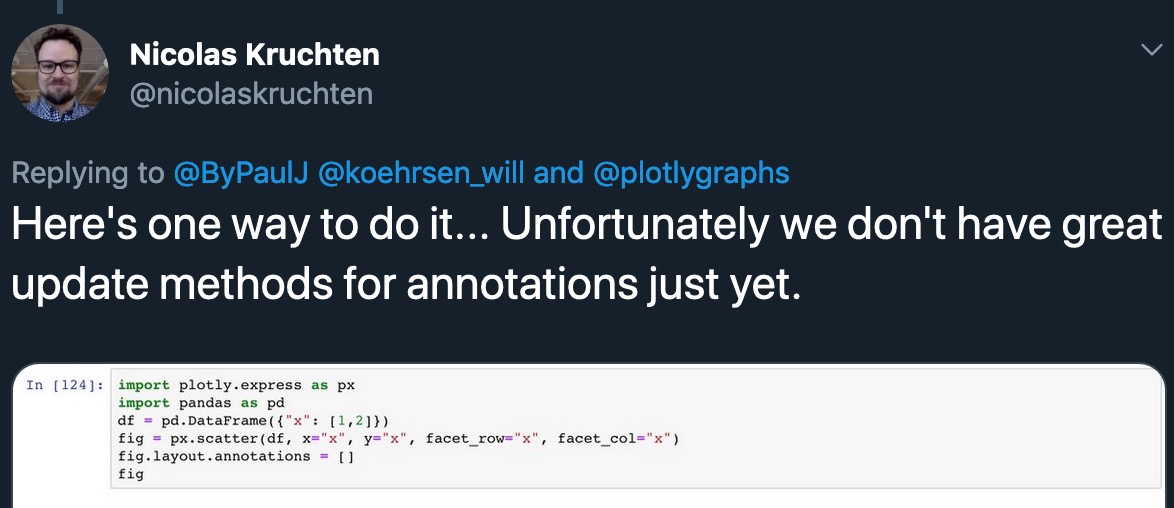 Nicolas Kruchten
@nicolaskruchten
Replying to @ByPaulJ @koehrsen_will and @plotlygraphs
Here's one way to do it... Unfortunately we don't have great
update methods for annotations just yet.
In [124]: import plotly.express as px
import pandas as pd
df = pd.DataFrame({"x": [1,2]})
fig = px.scatter(df, x="x", y="x", facet_row="x", facet_col="x")
fig.layout.annotations = []
fig